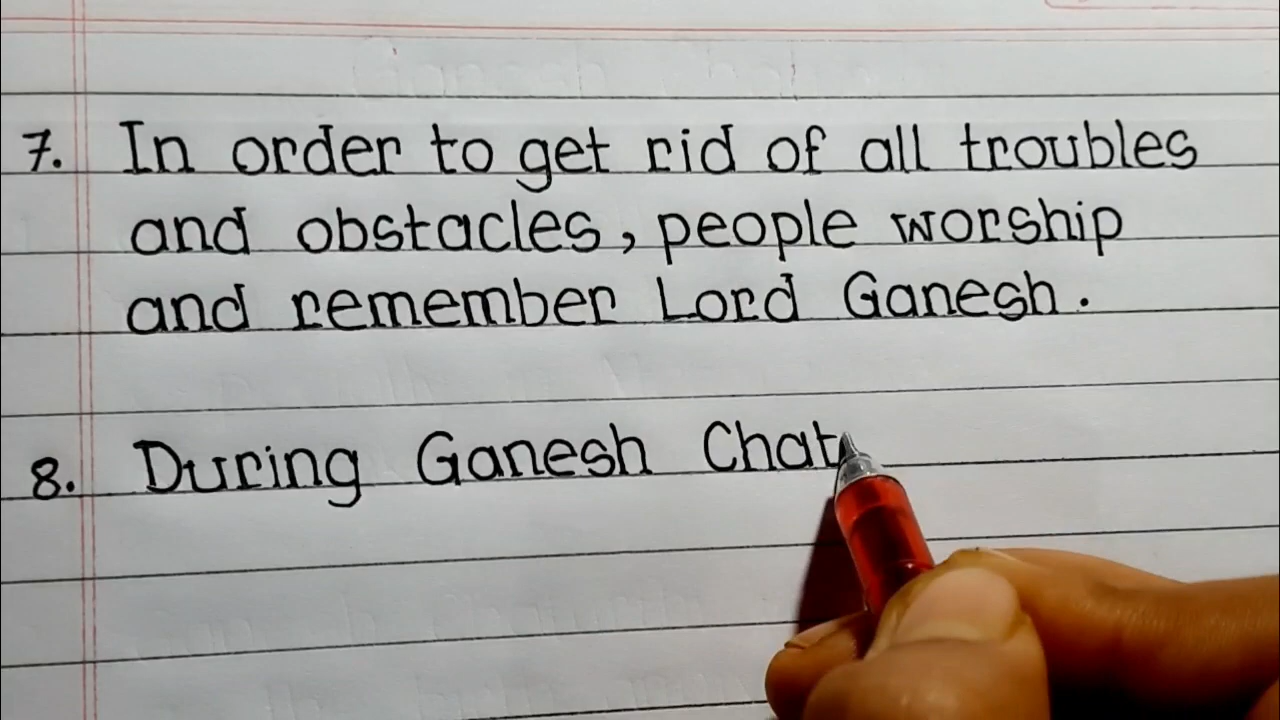 7. In order to get rid of all troubles
and obstacles, people worship
and remember Lord Ganesh.
8. During Ganesh Chat